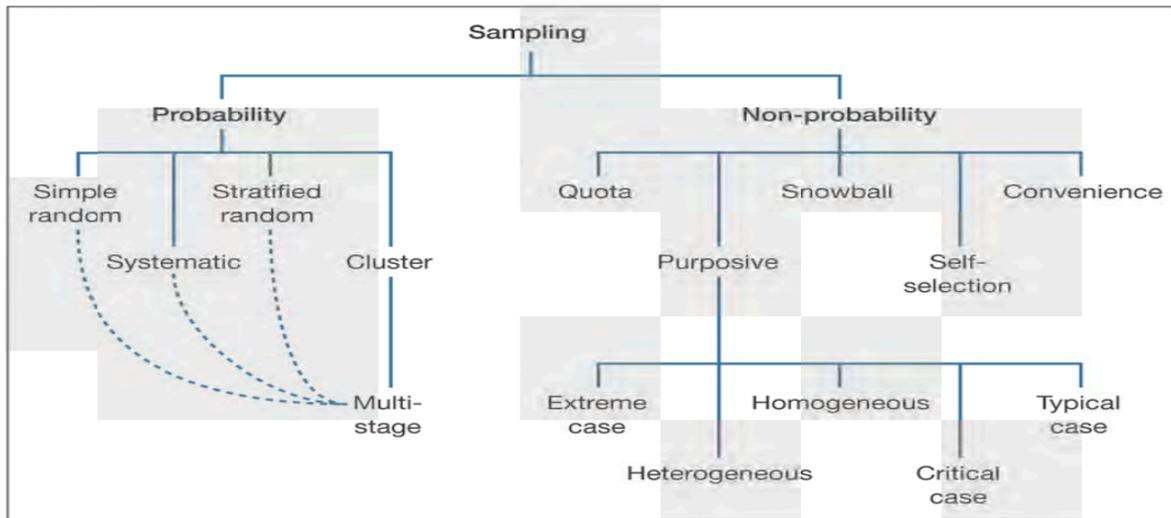 Sampling
Probability
Non-probability
Simple
random
Stratified
random
Quota
Snowball
Convenience
Systematic
Cluster
Purposive
Self-
selection
Multi-
stage
Extreme
case
Homogeneous
Typical
case
Heterogeneous
Critical
case